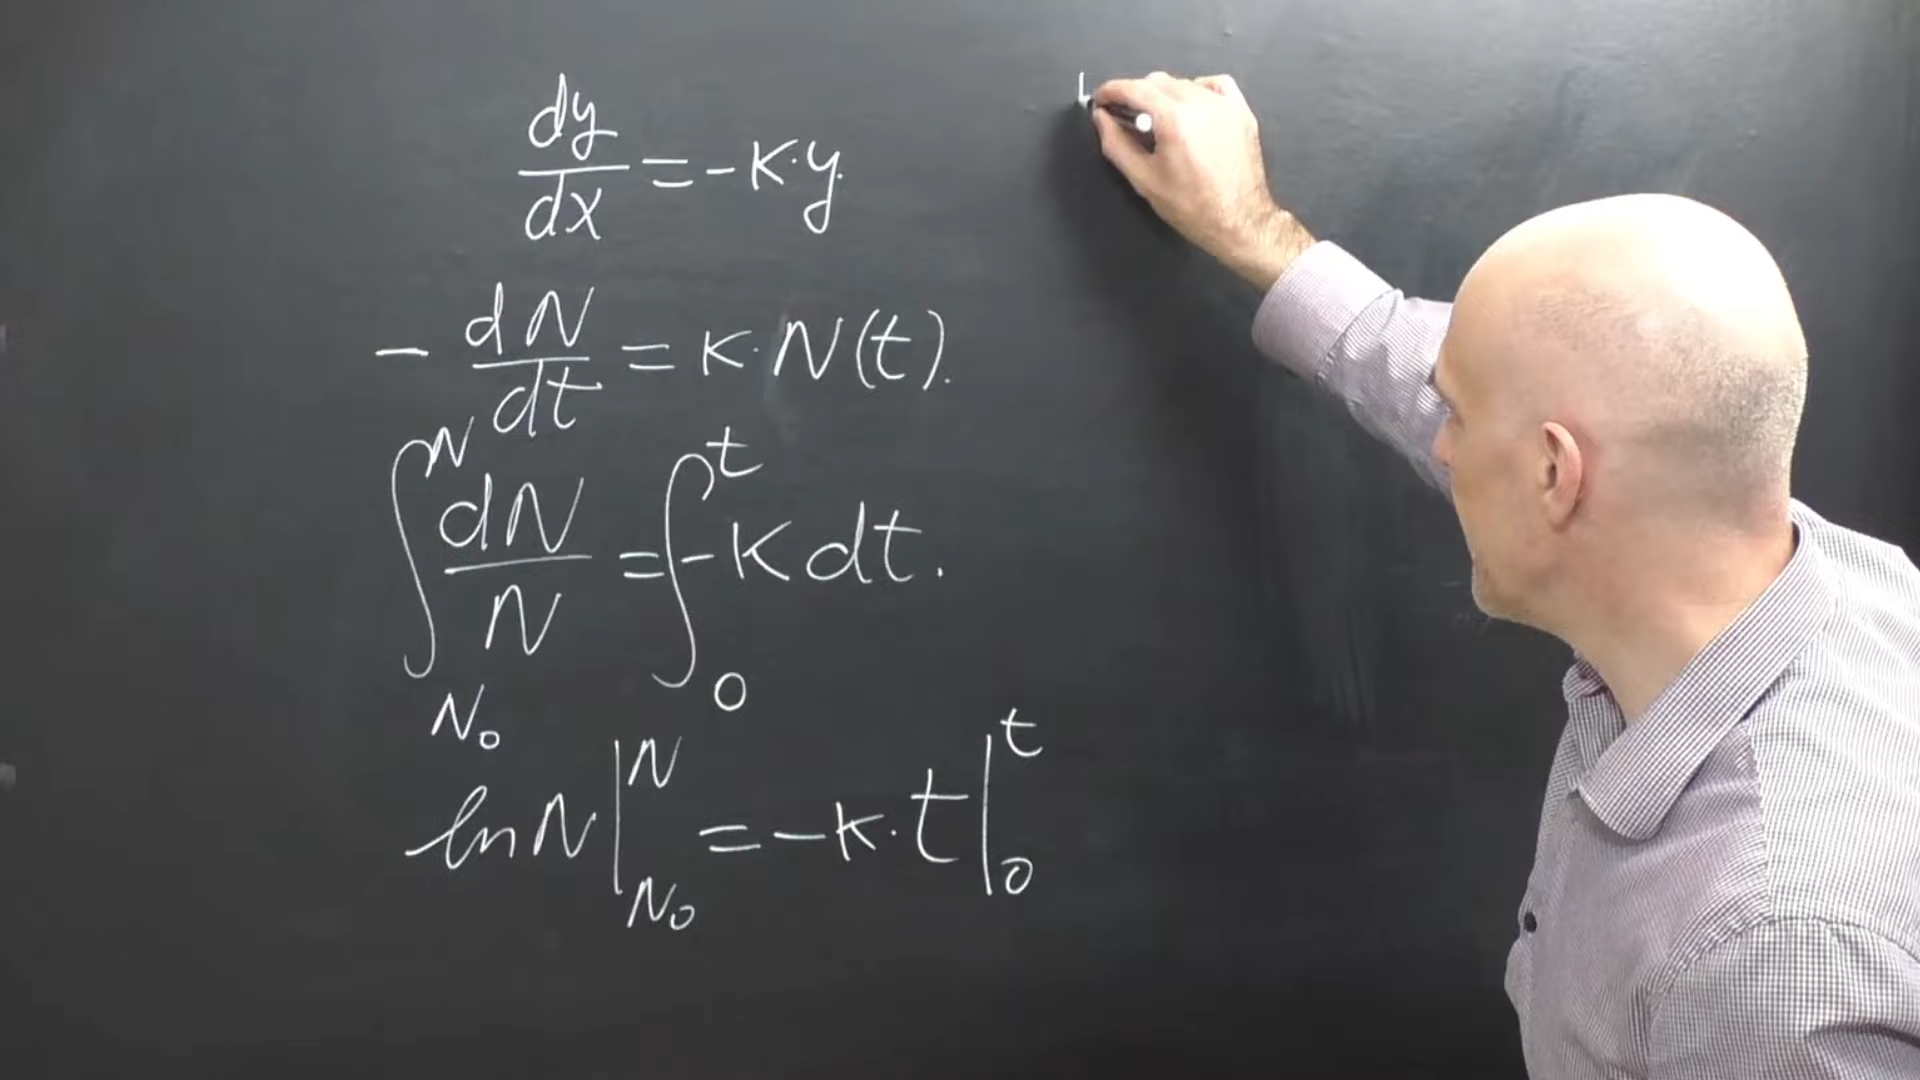 dy/dx = -K·y.
- dN/dt = K·N(t).
∫_{N₀}^{N} dN/N = ∫_{0}^{t} -K dt.
ln N |_{N₀}^{N} = -K·t |_{0}^{t}